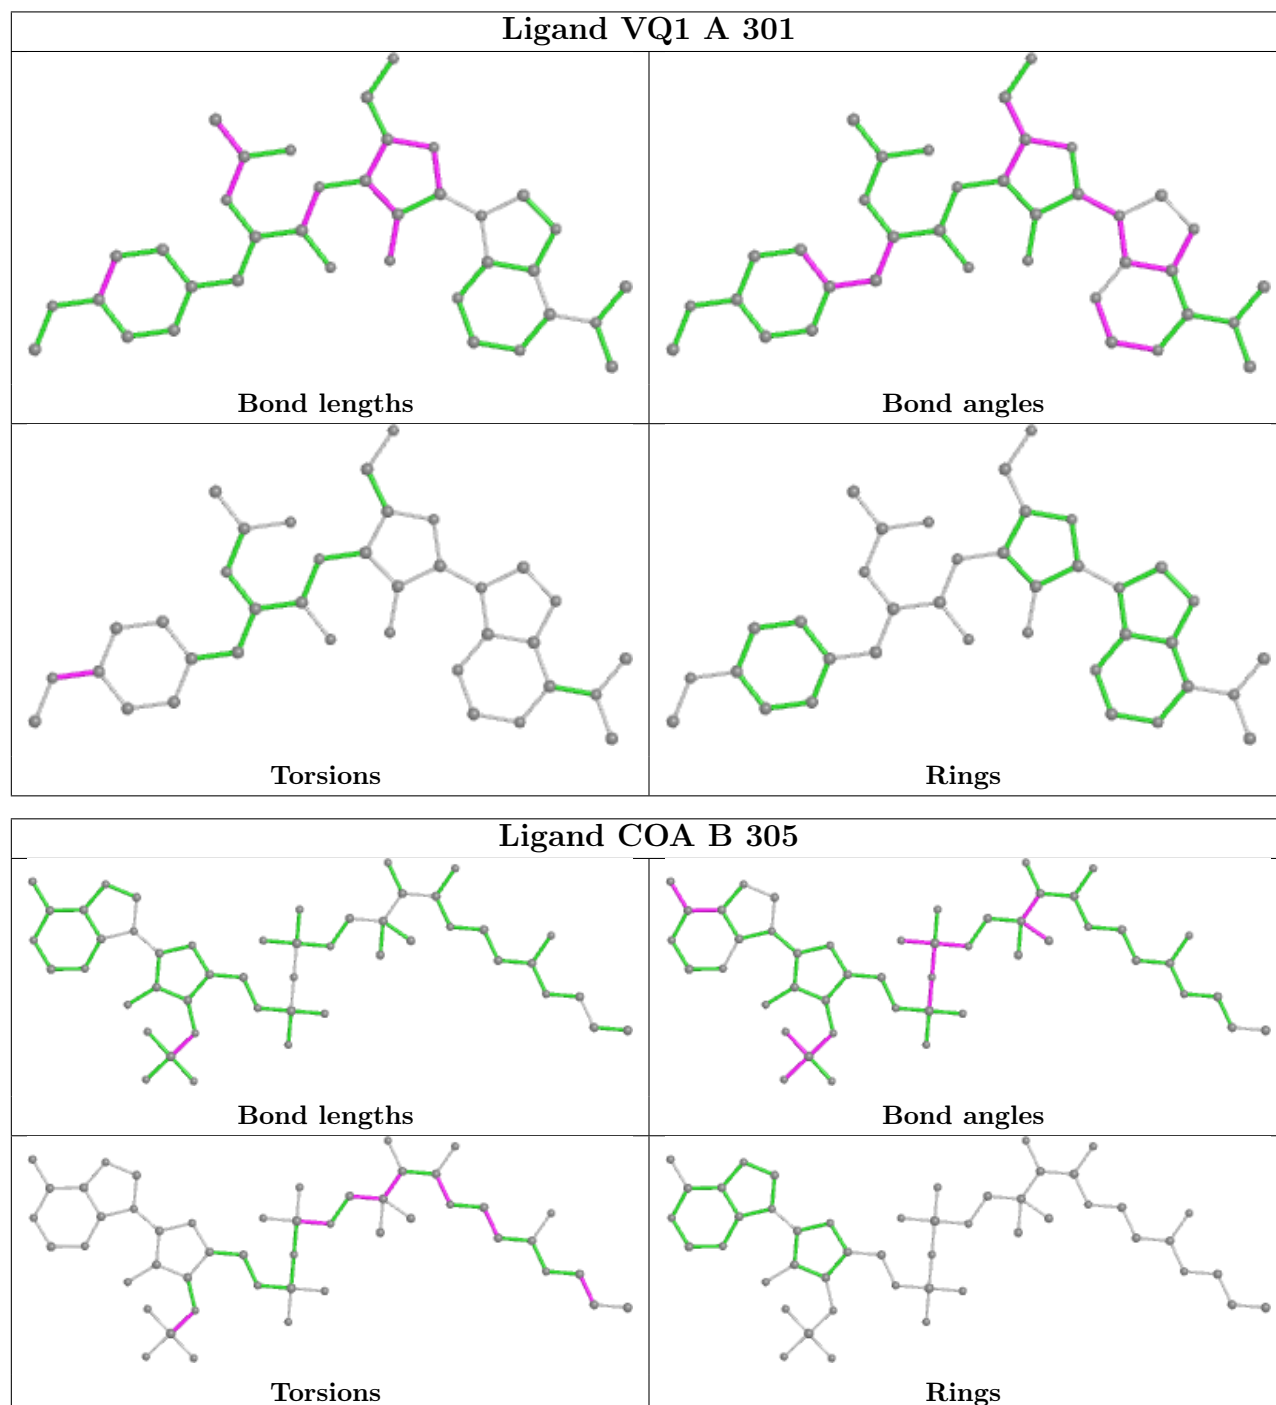 Ligand VQ1 A 301
Bond lengths
Bond angles
Torsions
Rings
Ligand COA B 305
Bond lengths
Bond angles
Torsions
Rings